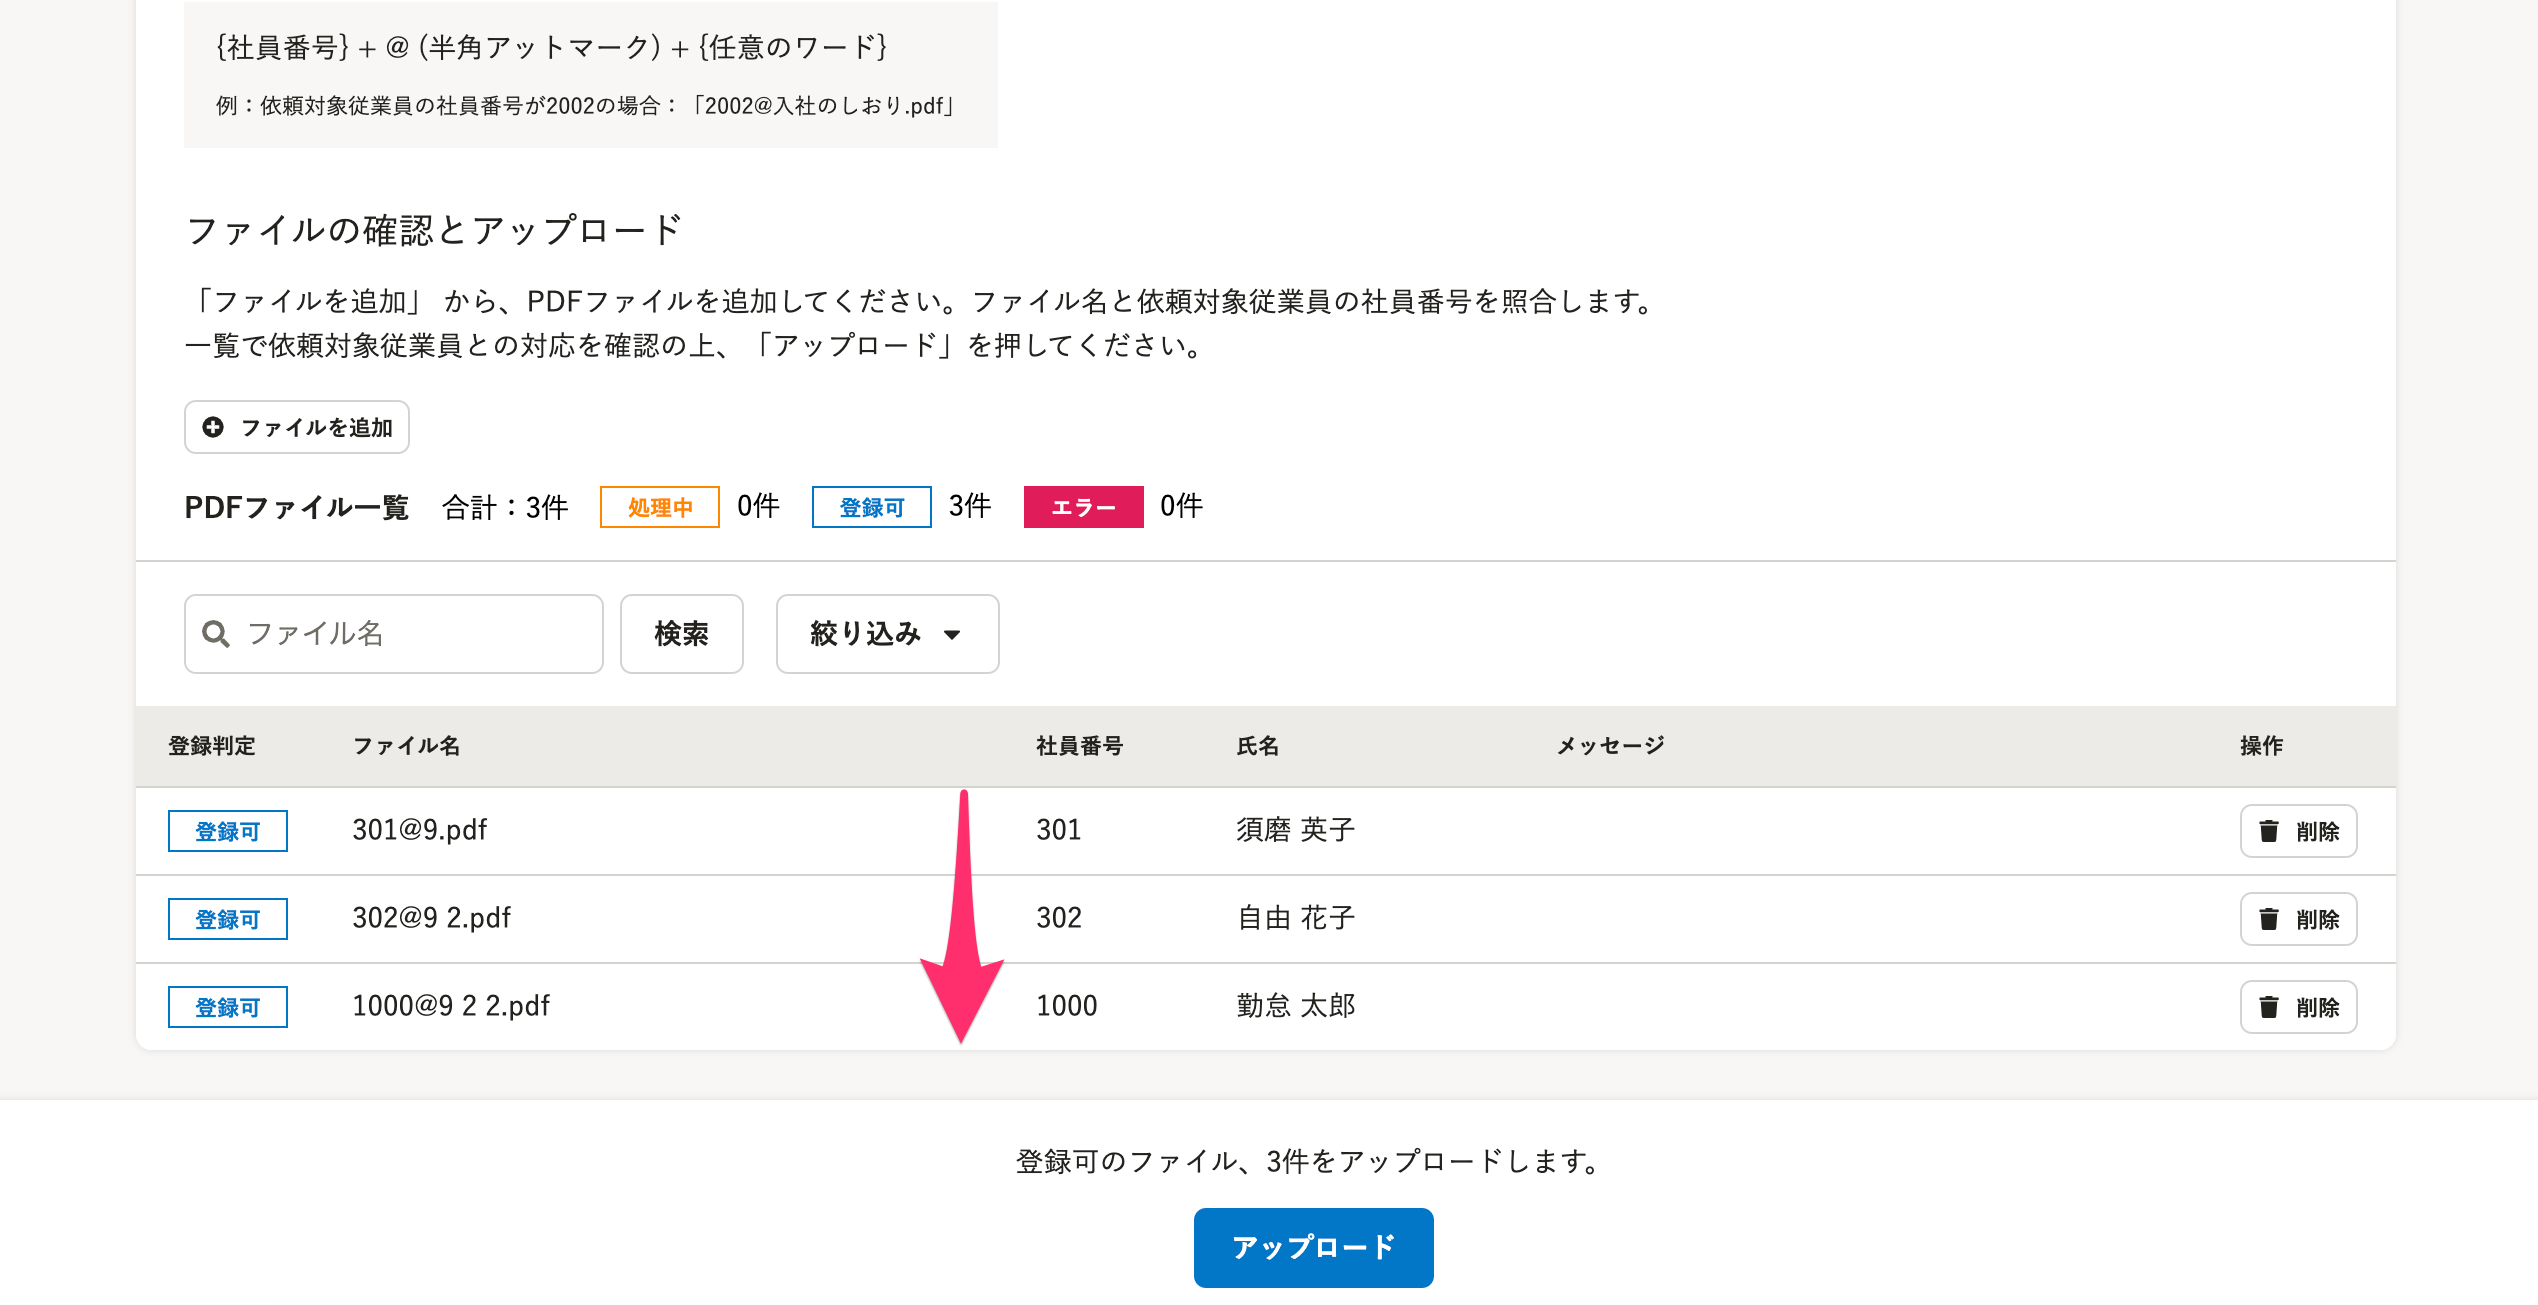 {社員番号} + @ (半角アットマーク) + {任意のワード}
例：依頼対象従業員の社員番号が2002の場合：「2002@入社のしおり.pdf」
ファイルの確認とアップロード
「ファイルを追加」 から、PDFファイルを追加してください。ファイル名と依頼対象従業員の社員番号を照合します。
一覧で依頼対象従業員との対応を確認の上、「アップロード」を押してください。
ファイルを追加
PDFファイル一覧 合計：3件 処理中 0件 登録可 3件 エラー 0件
ファイル名 検索 絞り込み
登録判定 ファイル名 社員番号 氏名 メッセージ 操作
登録可 301@9.pdf 301 須磨 英子 削除
登録可 302@9 2.pdf 302 自由 花子 削除
登録可 1000@9 2 2.pdf 1000 勤怠 太郎 削除
登録可のファイル、3件をアップロードします。
アップロード